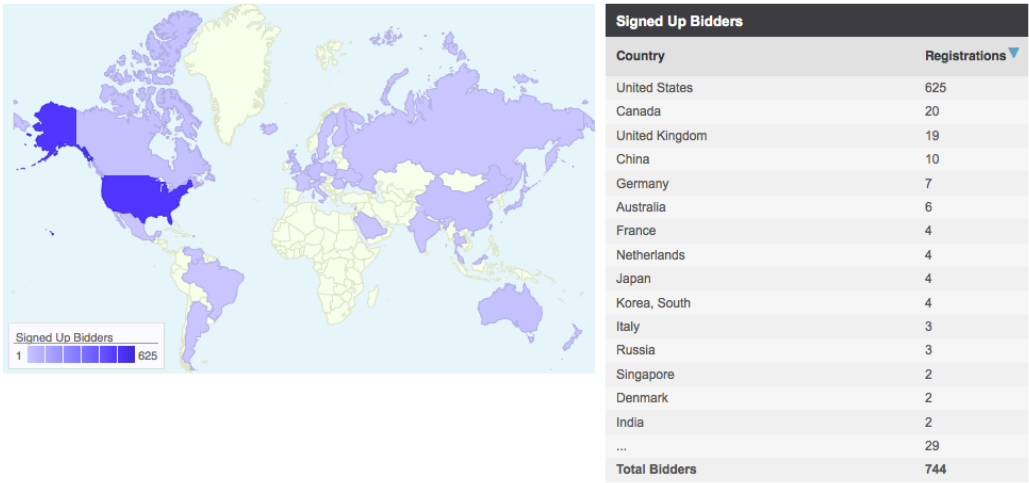 Signed Up Bidders
1 625
Signed Up Bidders
Country Registrations
United States 625
Canada 20
United Kingdom 19
China 10
Germany 7
Australia 6
France 4
Netherlands 4
Japan 4
Korea, South 4
Italy 3
Russia 3
Singapore 2
Denmark 2
India 2
... 29
Total Bidders 744